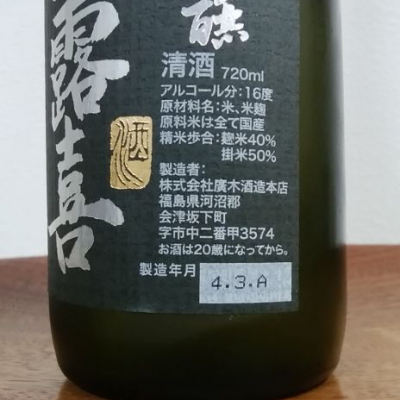 露喜
醸
清酒 720ml
アルコール分:16度
原材料名:米、米麹
原料米は全て国産
精米歩合:麹米40%
掛米50%
製造者:
株式会社廣木酒造本店
福島県河沼郡
会津坂下町
字市中二番甲3574
お酒は20歳になってから。
製造年月 4.3.A